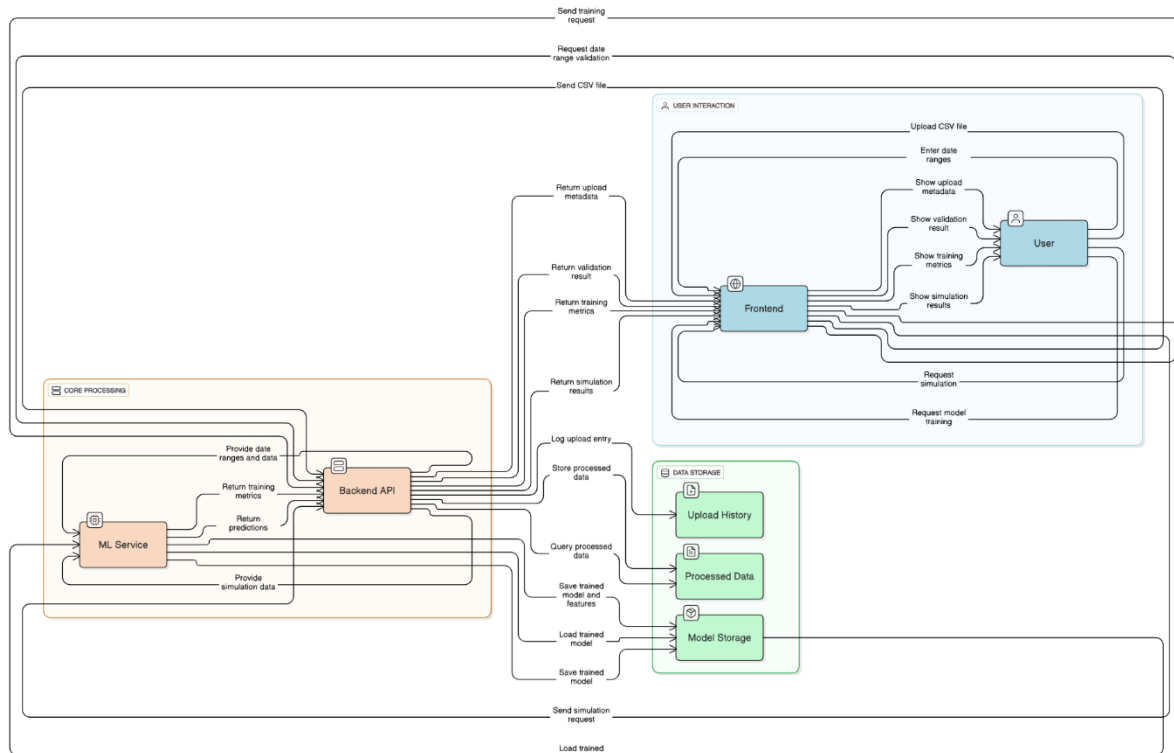 Send training
request
Request date
range validation
Send CSV file
USER INTERACTION
Upload CSV file
Enter date
ranges
Return upload
metadata
Show upload
metadata
Show validation
result
User
Return validation
result
Show training
metrics
Return training
metrics
Frontend
Show simulation
results
Request
simulation
Return simulation
results
CORE PROCESSING
Request model
training
Log upload entry
Provide date
ranges and data
Store processed
data
DATA STORAGE
Backend API
Return training
metrics
Upload History
Return
predictions
ML Service
Query processed
data
Processed Data
Provide
simulation data
Save trained
model and
features
Load trained
model
Model Storage
Save trained
model
Send simulation
request
Load trained